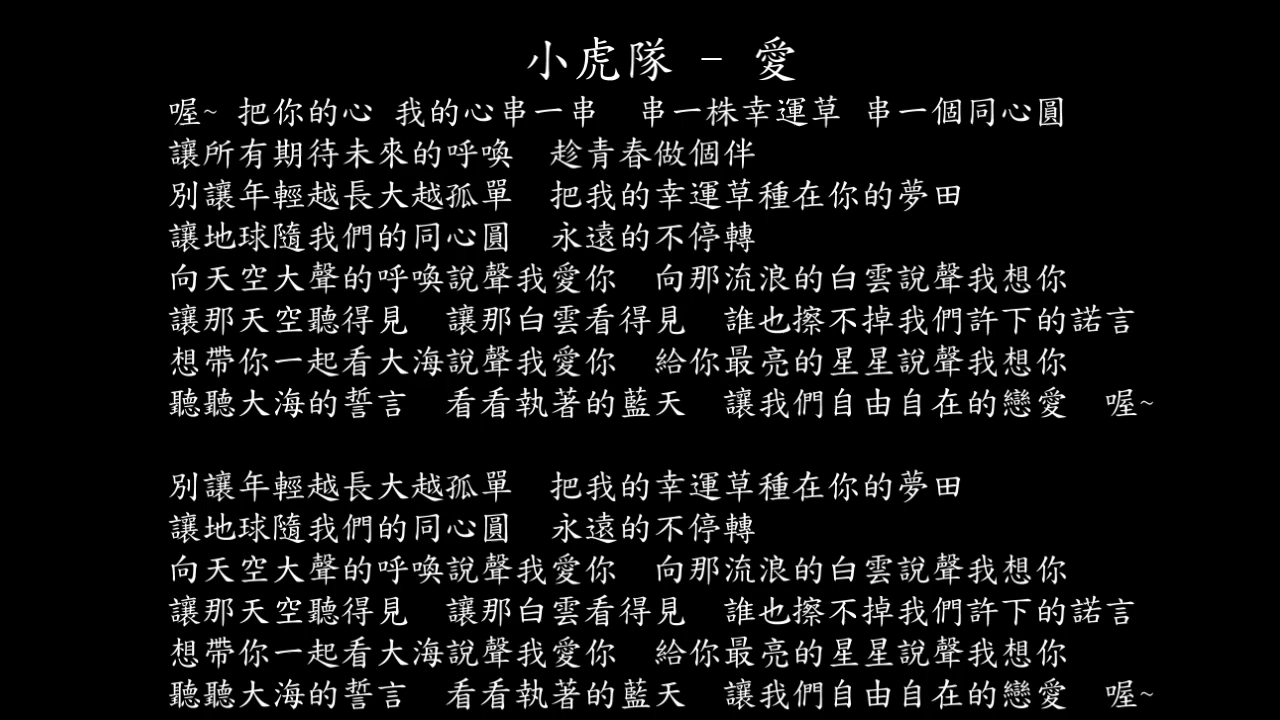 小虎隊 - 愛
喔~ 把你的心 我的心串一串　串一株幸運草 串一個同心圓
讓所有期待未來的呼喚　趁青春做個伴
別讓年輕越長大越孤單　把我的幸運草種在你的夢田
讓地球隨我們的同心圓　永遠的不停轉
向天空大聲的呼喚說聲我愛你　向那流浪的白雲說聲我想你
讓那天空聽得見　讓那白雲看得見　誰也擦不掉我們許下的諾言
想帶你一起看大海說聲我愛你　給你最亮的星星說聲我想你
聽聽大海的誓言　看看執著的藍天　讓我們自由自在的戀愛　喔~
別讓年輕越長大越孤單　把我的幸運草種在你的夢田
讓地球隨我們的同心圓　永遠的不停轉
向天空大聲的呼喚說聲我愛你　向那流浪的白雲說聲我想你
讓那天空聽得見　讓那白雲看得見　誰也擦不掉我們許下的諾言
想帶你一起看大海說聲我愛你　給你最亮的星星說聲我想你
聽聽大海的誓言　看看執著的藍天　讓我們自由自在的戀愛　喔~